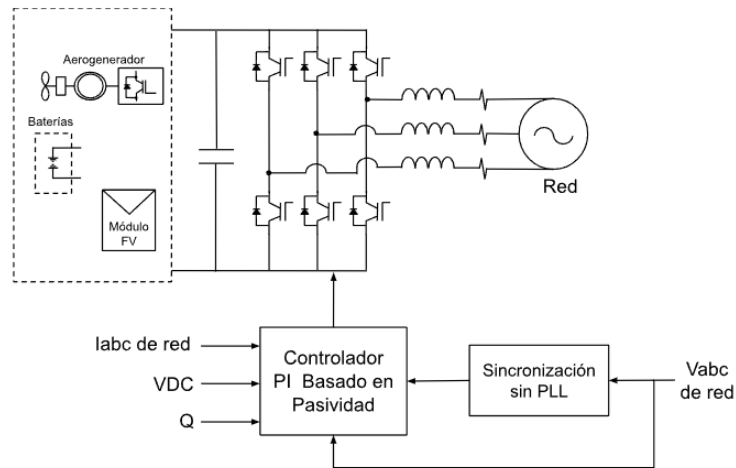 Aerogenerador
Baterías
Módulo
FV
Red
Iabc de red
VDC
Q
Controlador
PI Basado en
Pasividad
Sincronización
sin PLL
Vabc
de red